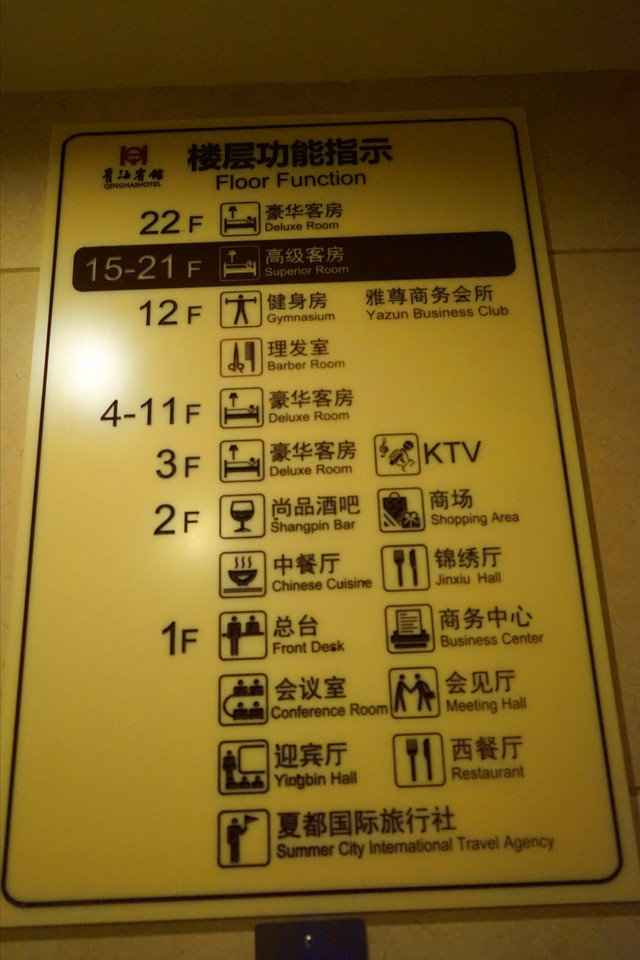 青海宾馆
QINGHAIHOTEL
楼层功能指示
Floor Function
22 F 豪华客房
Deluxe Room
15-21 F 高级客房
Superior Room
12 F 健身房 雅尊商务会所
Gymnasium Yazun Business Club
理发室
Barber Room
4-11 F 豪华客房
Deluxe Room
3 F 豪华客房 KTV
Deluxe Room
2 F 尚品酒吧 商场
Shangpin Bar Shopping Area
中餐厅 锦绣厅
Chinese Cuisine Jinxiu Hall
1F 总台 商务中心
Front Desk Business Center
会议室 会见厅
Conference Room Meeting Hall
迎宾厅 西餐厅
Yingbin Hall Restaurant
夏都国际旅行社
Summer City International Travel Agency